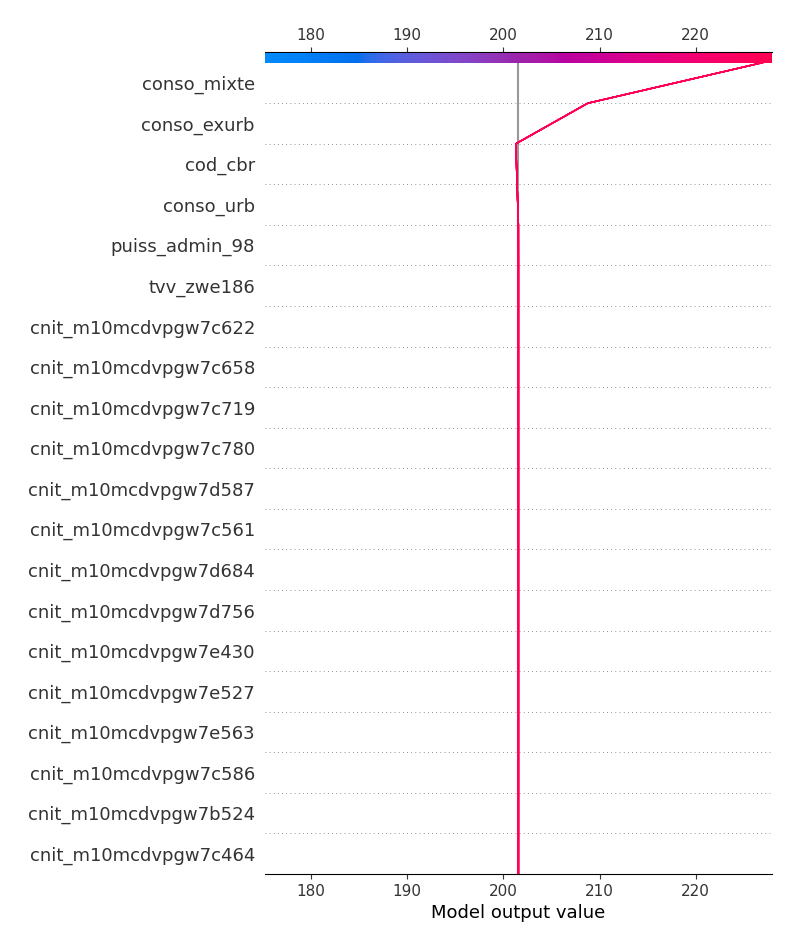 180 190 200 210 220
conso_mixte
conso_exurb
cod_cbr
conso_urb
puiss_admin_98
tvv_zwe186
cnit_m10mcdvpgw7c622
cnit_m10mcdvpgw7c658
cnit_m10mcdvpgw7c719
cnit_m10mcdvpgw7c780
cnit_m10mcdvpgw7d587
cnit_m10mcdvpgw7c561
cnit_m10mcdvpgw7d684
cnit_m10mcdvpgw7d756
cnit_m10mcdvpgw7e430
cnit_m10mcdvpgw7e527
cnit_m10mcdvpgw7e563
cnit_m10mcdvpgw7c586
cnit_m10mcdvpgw7b524
cnit_m10mcdvpgw7c464
180 190 200 210 220
Model output value